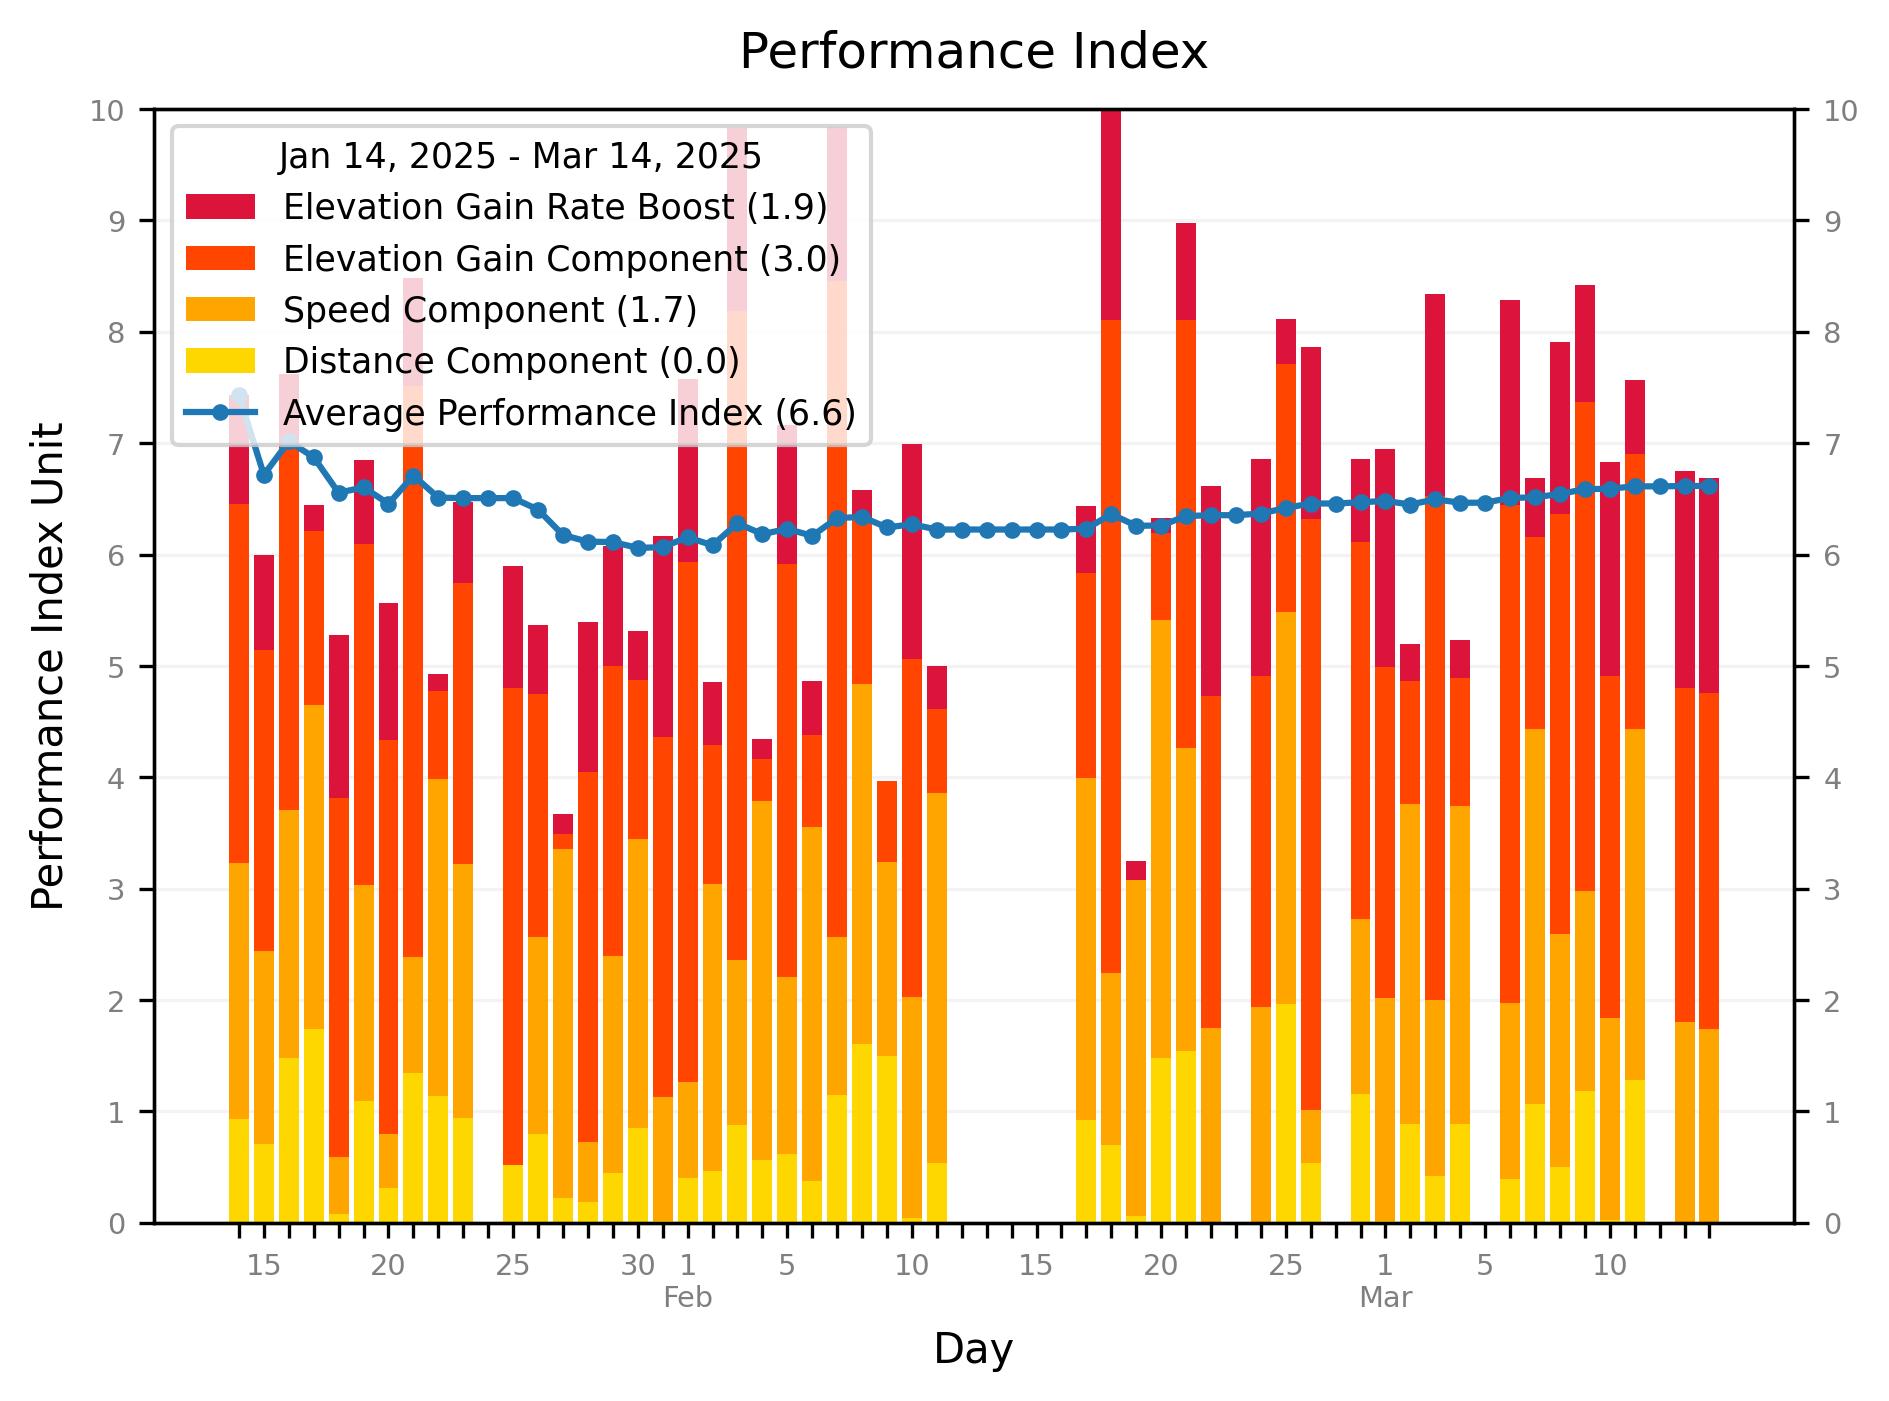 Performance Index
Jan 14, 2025 - Mar 14, 2025
Elevation Gain Rate Boost (1.9)
Elevation Gain Component (3.0)
Speed Component (1.7)
Distance Component (0.0)
Average Performance Index (6.6)
Performance Index Unit
10 10
9 9
8 8
7 7
6 6
5 5
4 4
3 3
2 2
1 1
0 0
15 20 25 30 1 5 10 15 20 25 1 5 10
Feb Mar
Day